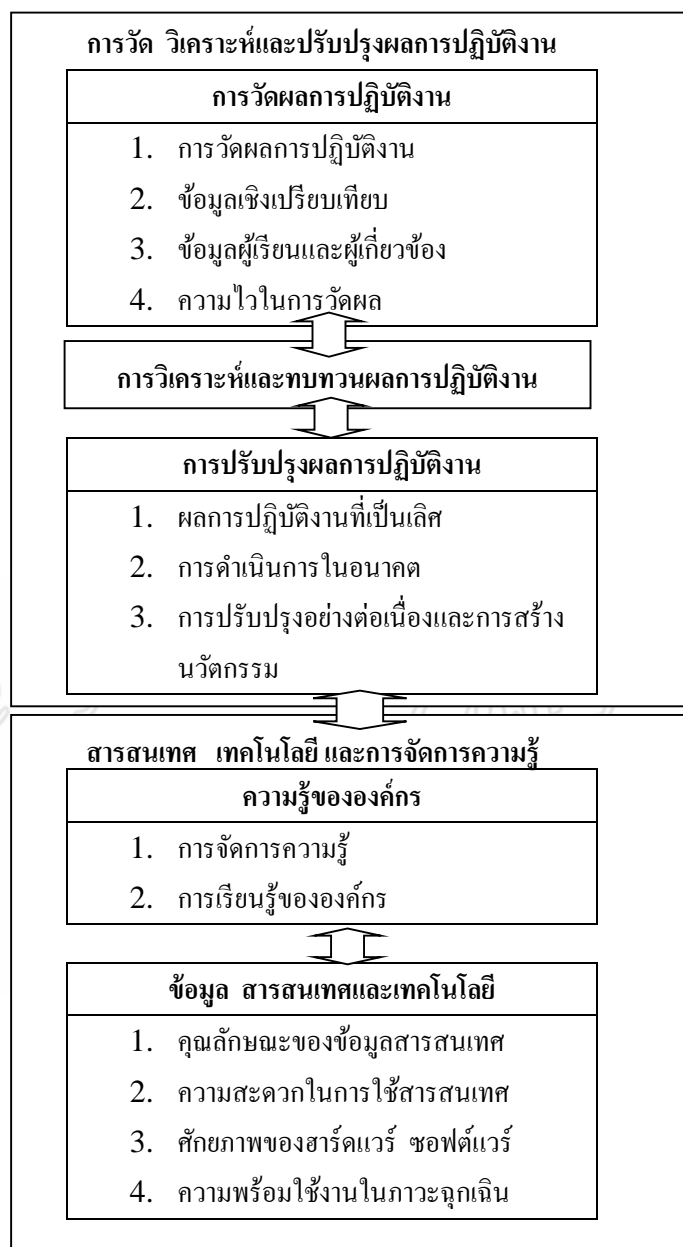 การวัด วิเคราะห์และปรับปรุงผลการปฏิบัติงาน
การวัดผลการปฏิบัติงาน
1. การวัดผลการปฏิบัติงาน
2. ข้อมูลเชิงเปรียบเทียบ
3. ข้อมูลผู้เรียนและผู้เกี่ยวข้อง
4. ความไวในการวัดผล
การวิเคราะห์และทบทวนผลการปฏิบัติงาน
การปรับปรุงผลการปฏิบัติงาน
1. ผลการปฏิบัติงานที่เป็นเลิศ
2. การดำเนินการในอนาคต
3. การปรับปรุงอย่างต่อเนื่องและการสร้าง
นวัตกรรม
สารสนเทศ เทคโนโลยี และการจัดการความรู้
ความรู้ขององค์กร
1. การจัดการความรู้
2. การเรียนรู้ขององค์กร
ข้อมูล สารสนเทศและเทคโนโลยี
1. คุณลักษณะของข้อมูลสารสนเทศ
2. ความสะดวกในการใช้สารสนเทศ
3. ศักยภาพของฮาร์ดแวร์ ซอฟต์แวร์
4. ความพร้อมใช้งานในภาวะฉุกเฉิน